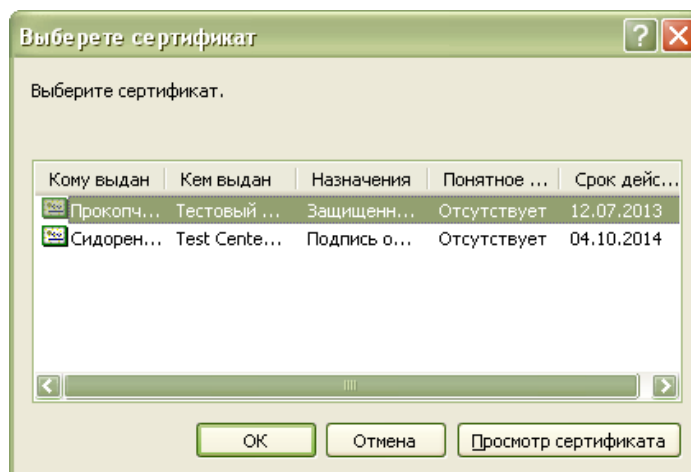 Выберете сертификат
Выберите сертификат.
Кому выдан Кем выдан Назначения Понятное ... Срок дейс...
Прокопч... Тестовый ... Защищенн... Отсутствует 12.07.2013
Сидорен... Test Cente... Подпись о... Отсутствует 04.10.2014
ОК Отмена Просмотр сертификата